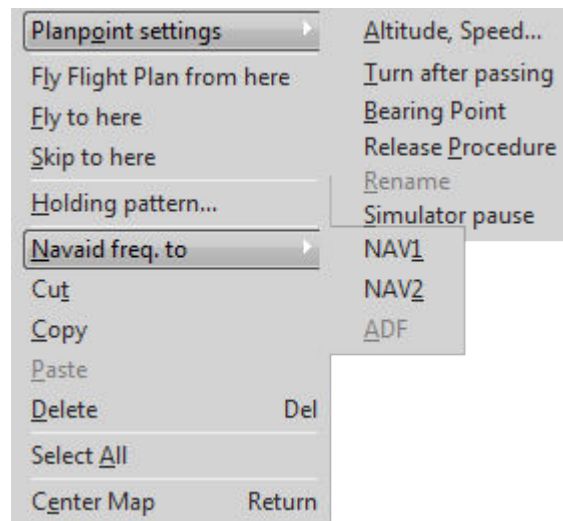 Planpoint settings
Fly Flight Plan from here
Fly to here
Skip to here
Holding pattern...
Navaid freq. to
Cut
Copy
Paste
Delete Del
Select All
Center Map Return
Altitude, Speed...
Turn after passing
Bearing Point
Release Procedure
Rename
Simulator pause
NAV1
NAV2
ADF